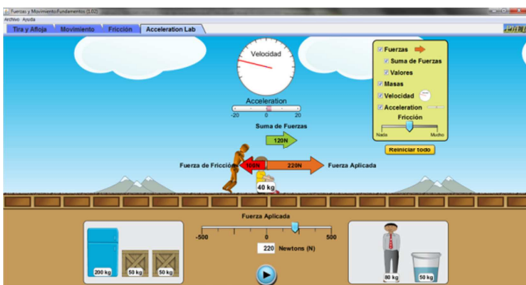 Fuerzas y Movimiento:Fundamentos (1.02)
Archivo Ayuda
Tira y Afloja Movimiento Fricción Acceleration Lab
Velocidad
Acceleration
-20 0 20
Suma de Fuerzas
120N
Fuerza de Fricción 100N 220N Fuerza Aplicada
40 kg
Fuerzas
Suma de Fuerzas
Valores
Masas
Velocidad
Acceleration
Fricción
Nada Mucho
Reiniciar todo
Fuerza Aplicada
-500 0 500
220 Newtons (N)
200 kg 50 kg 50 kg
80 kg 50 kg